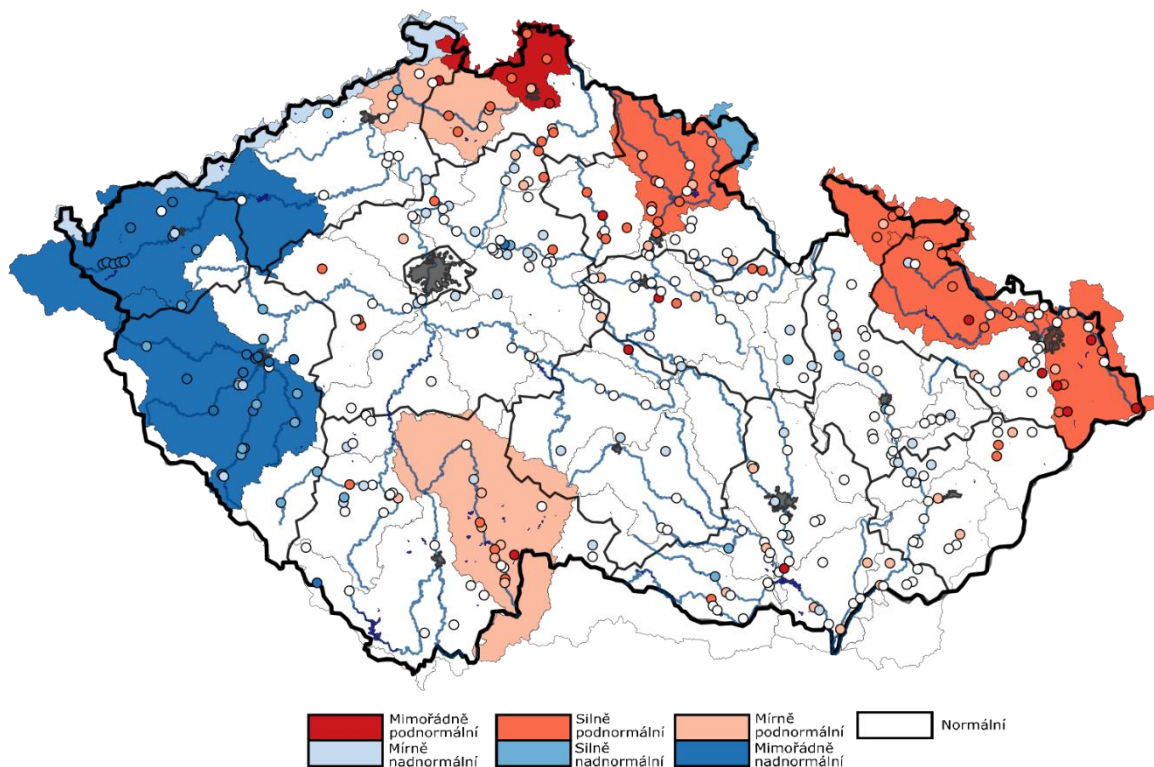 Mimořádně
podnormální
Silně
podnormální
Mírně
podnormální
Normální
Mírně
nadnormální
Silně
nadnormální
Mimořádně
nadnormální